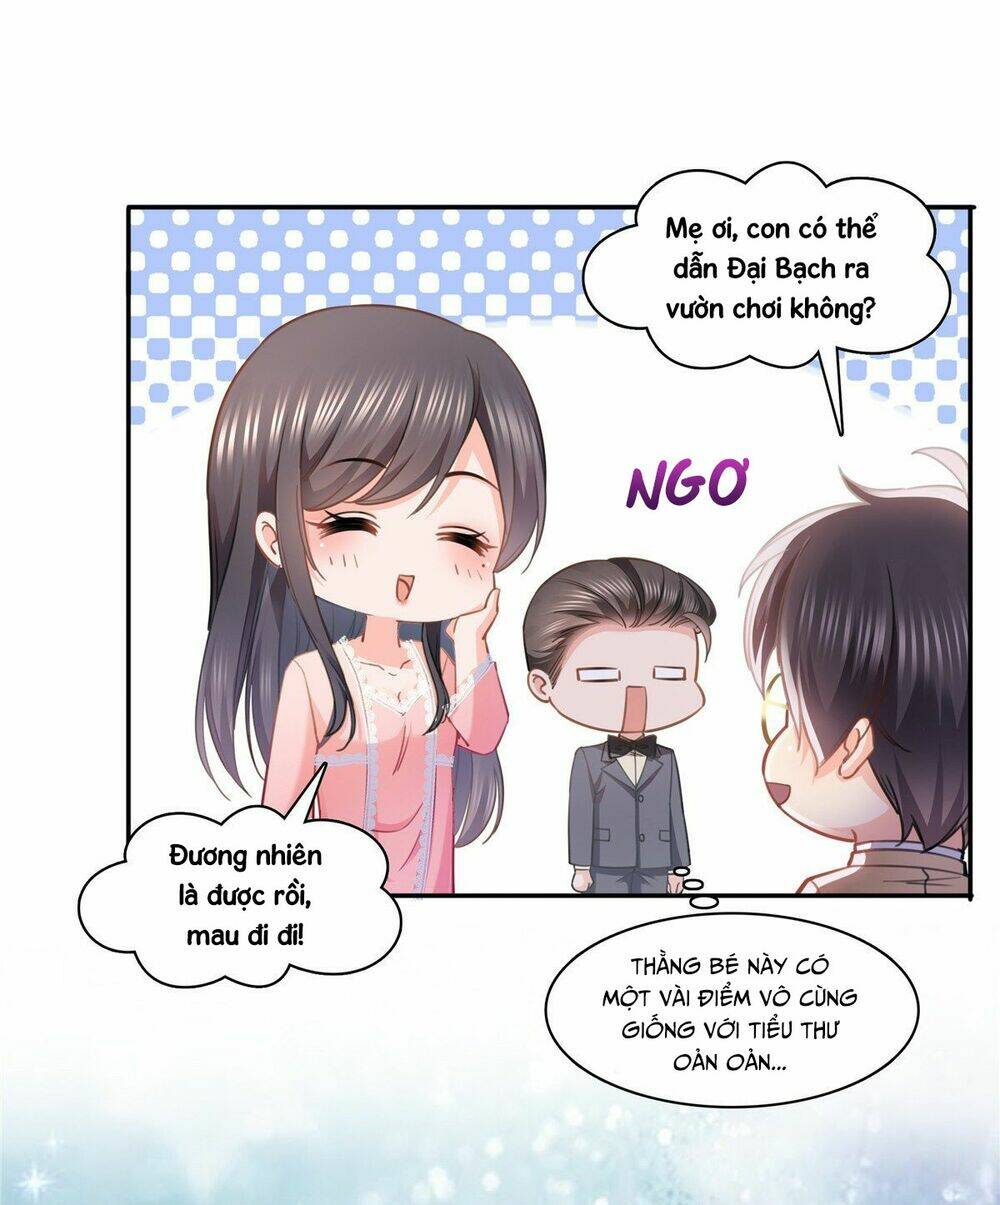 Mẹ ơi, con có thể
dẫn Đại Bạch ra
vườn chơi không?
NGƠ
Đương nhiên
là được rồi,
mau đi đi!
THẰNG BÉ NÀY CÓ
MỘT VÀI ĐIỂM VÔ CÙNG
GIỐNG VỚI TIỂU THƯ
OẢN OẢN...